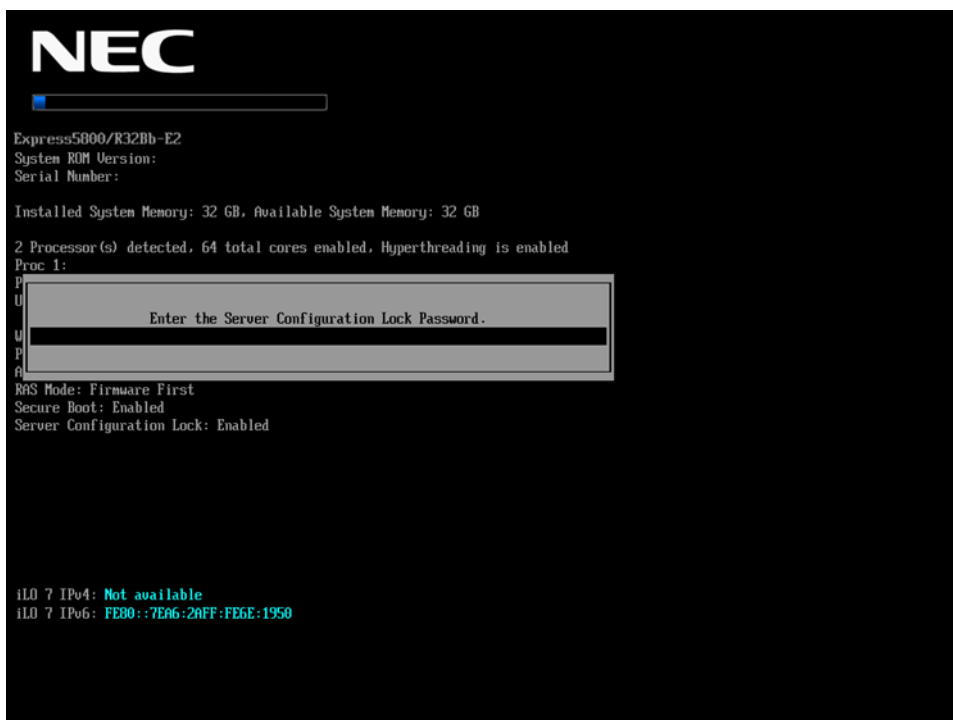 NEC
Express5800/R32Bb-E2
System ROM Version:
Serial Number:
Installed System Memory: 32 GB, Available System Memory: 32 GB
2 Processor(s) detected, 64 total cores enabled, Hyperthreading is enabled
Proc 1:
P
U
Enter the Server Configuration Lock Password.
W
P
A
RAS Mode: Firmware First
Secure Boot: Enabled
Server Configuration Lock: Enabled
iLO 7 IPv4: Not available
iLO 7 IPv6: FE80::7EA6:2AFF:FE6E:1950